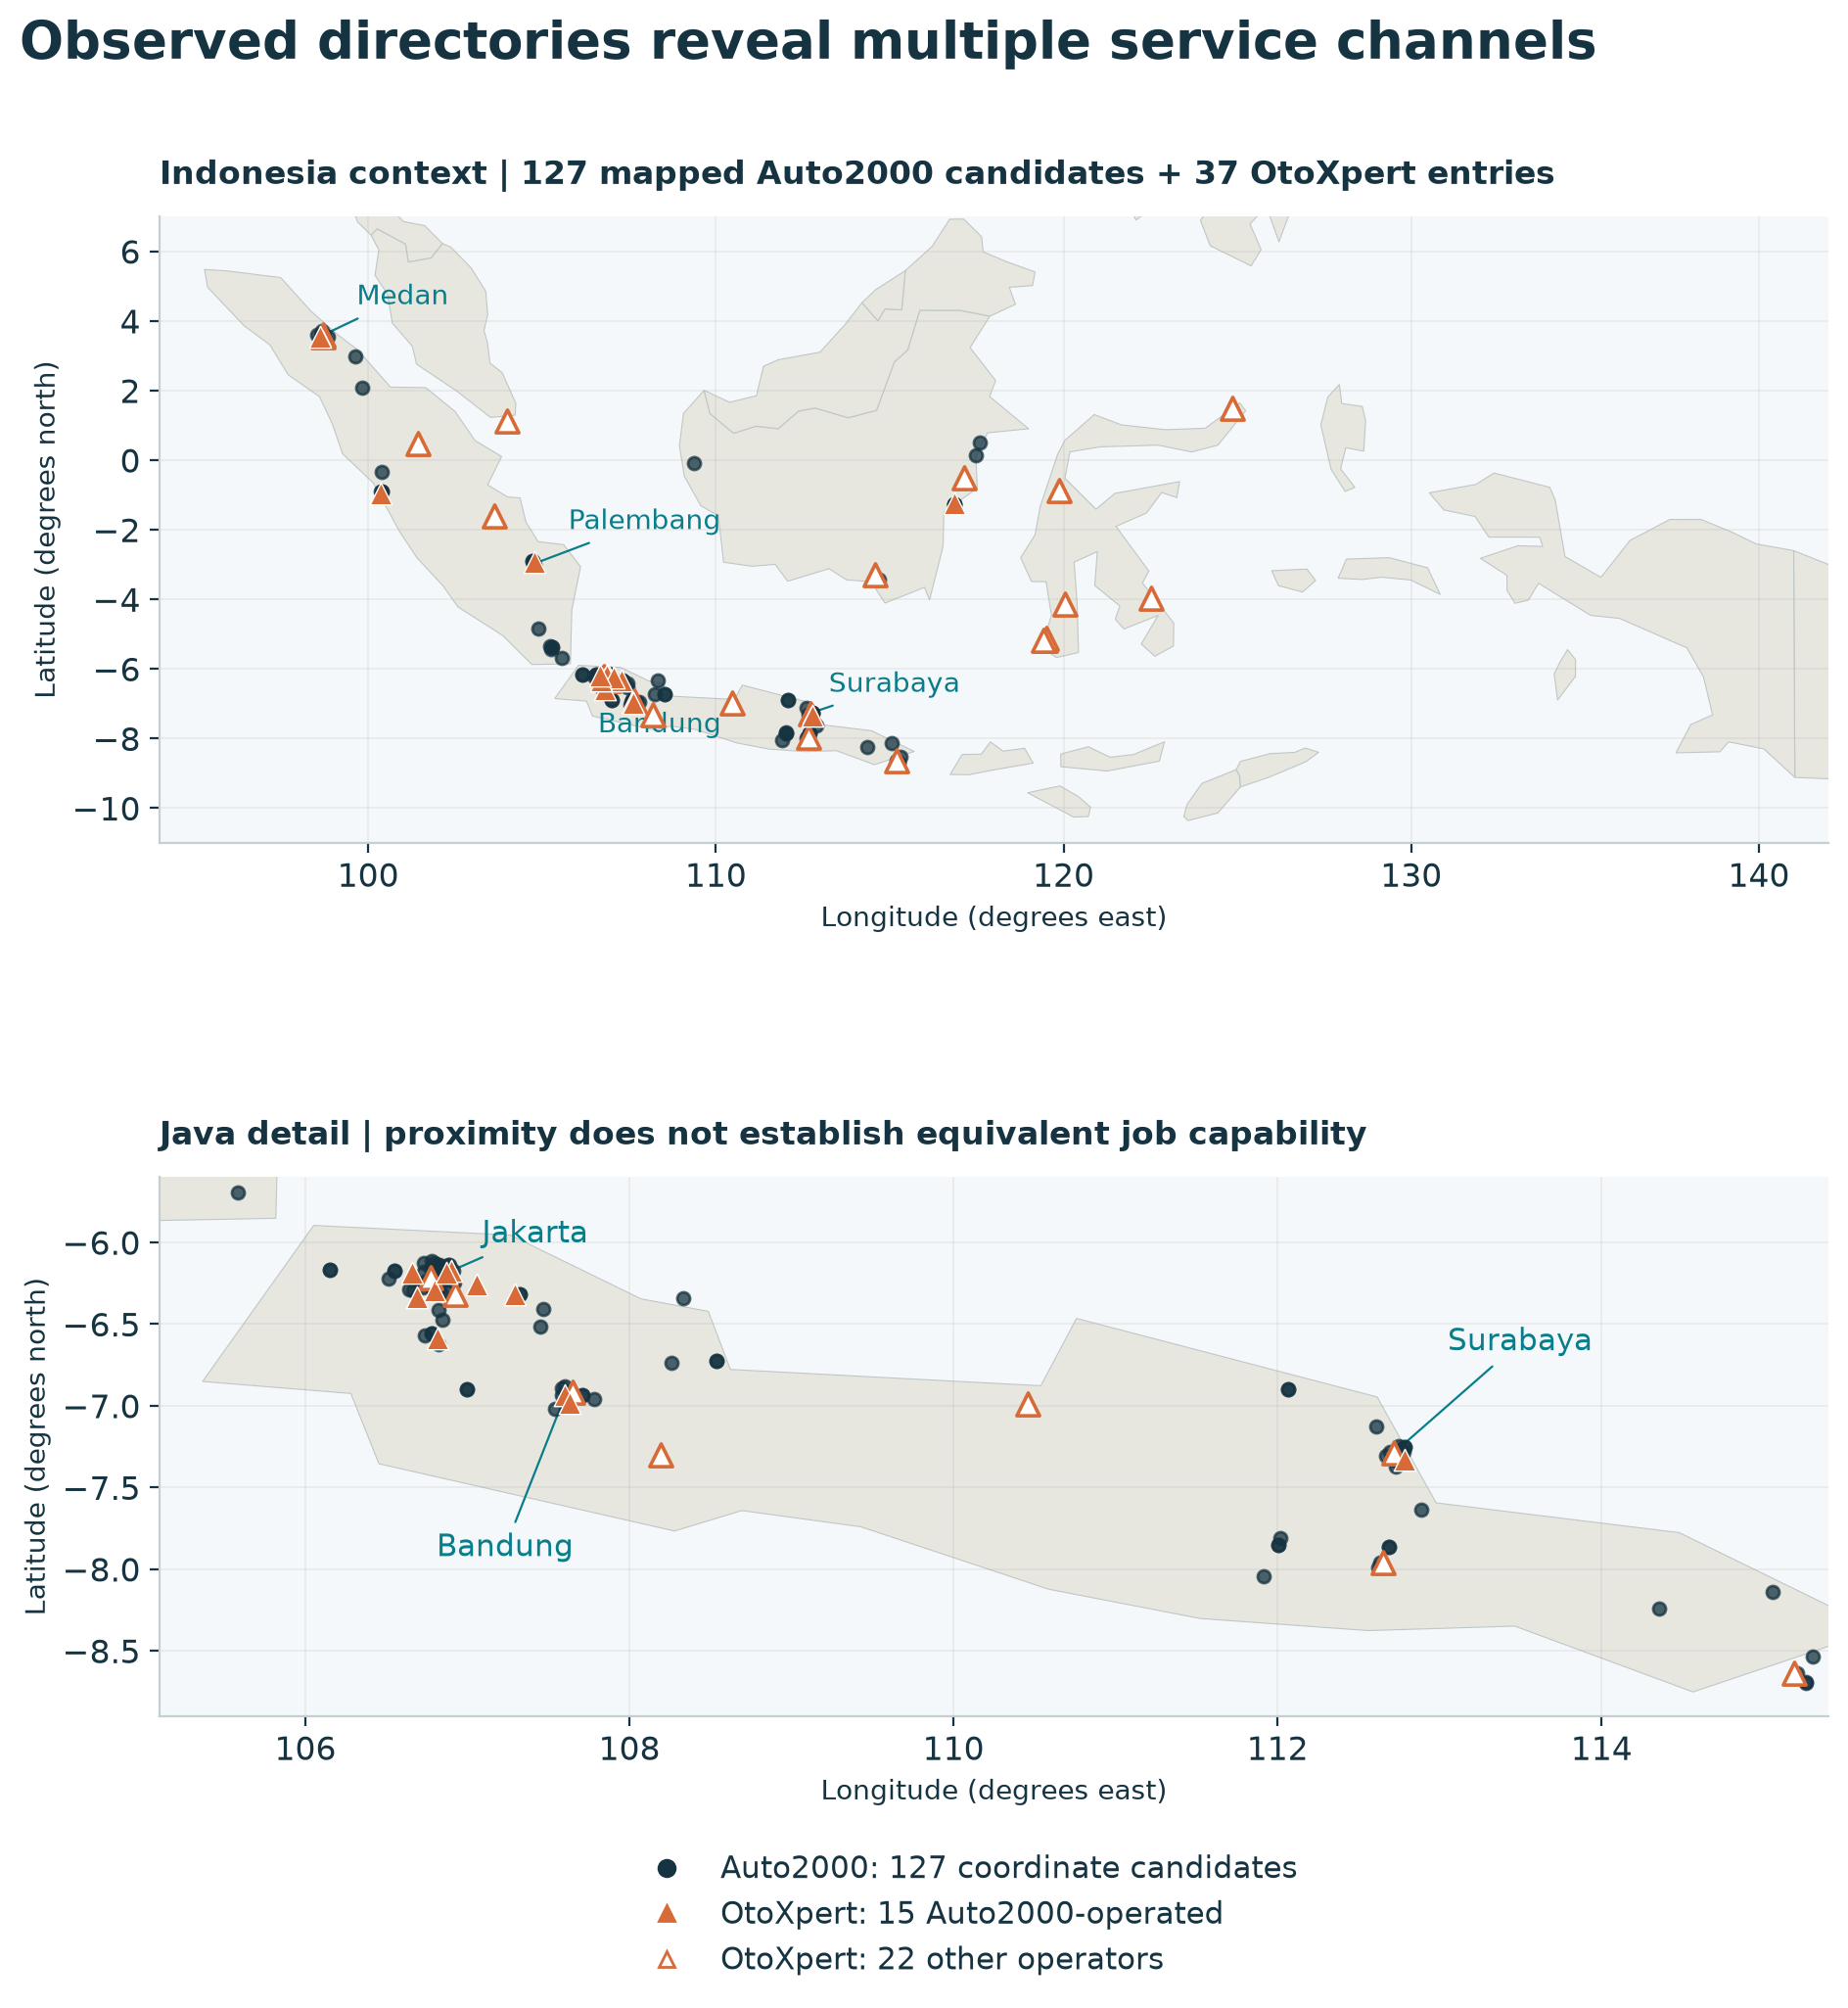 Observed directories reveal multiple service channels
Indonesia context | 127 mapped Auto2000 candidates + 37 OtoXpert entries
Latitude (degrees north)
6
4
2
0
−2
−4
−6
−8
−10
Medan
Palembang
Bandung
Surabaya
100
110
120
130
140
Longitude (degrees east)
Java detail | proximity does not establish equivalent job capability
Latitude (degrees north)
−6.0
−6.5
−7.0
−7.5
−8.0
−8.5
Jakarta
Surabaya
Bandung
106
108
110
112
114
Longitude (degrees east)
Auto2000: 127 coordinate candidates
OtoXpert: 15 Auto2000-operated
OtoXpert: 22 other operators